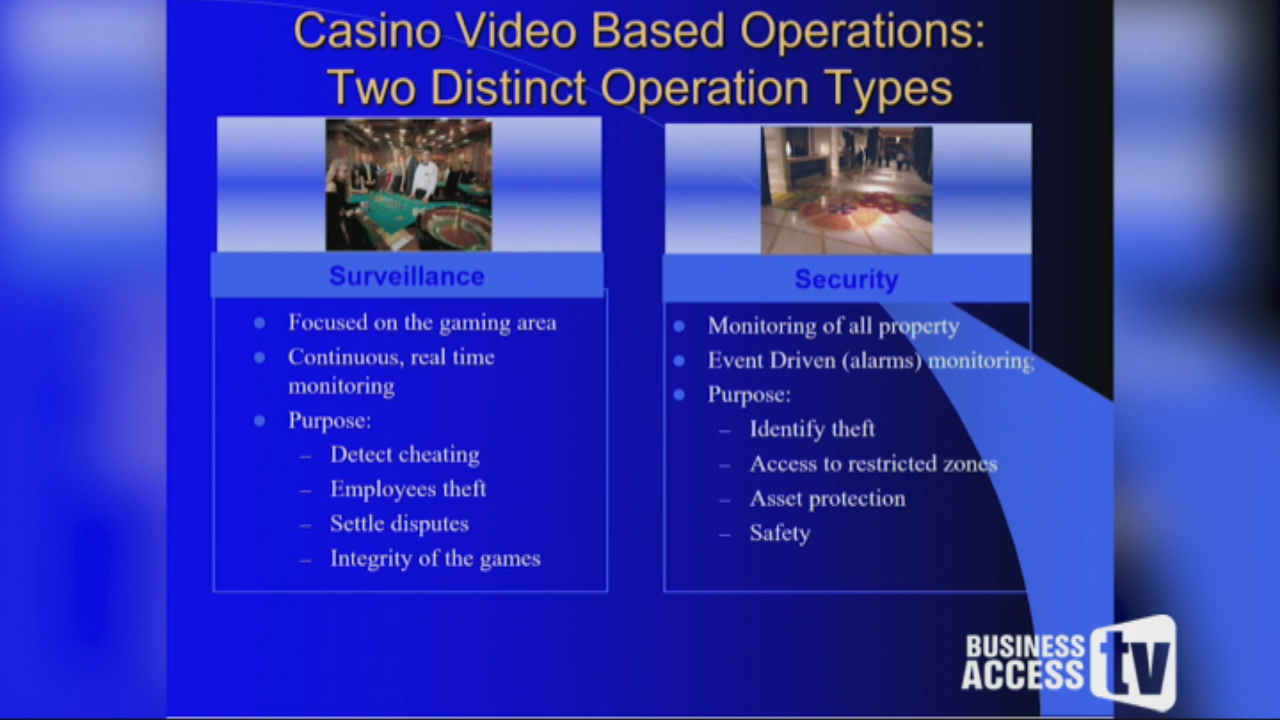 Casino Video Based Operations:
Two Distinct Operation Types
Surveillance
Focused on the gaming area
Continuous, real time
monitoring
Purpose:
– Detect cheating
– Employees theft
– Settle disputes
– Integrity of the games
Security
Monitoring of all property
Event Driven (alarms) monitoring;
Purpose:
– Identify theft
– Access to restricted zones
– Asset protection
– Safety
BUSINESS
ACCESS
tv